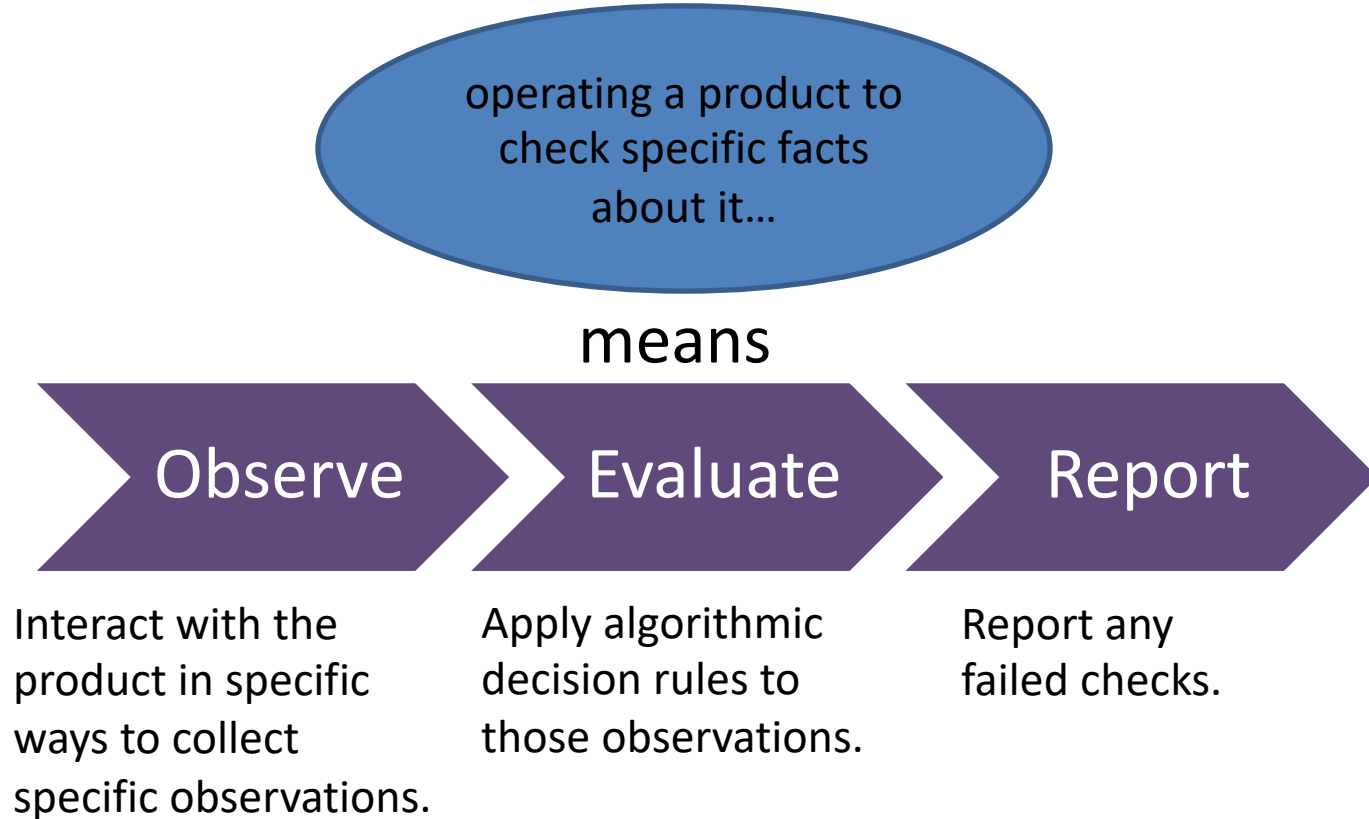 operating a product to
check specific facts
about it…
means
Observe
Evaluate
Report
Interact with the
product in specific
ways to collect
specific observations.
Apply algorithmic
decision rules to
those observations.
Report any
failed checks.